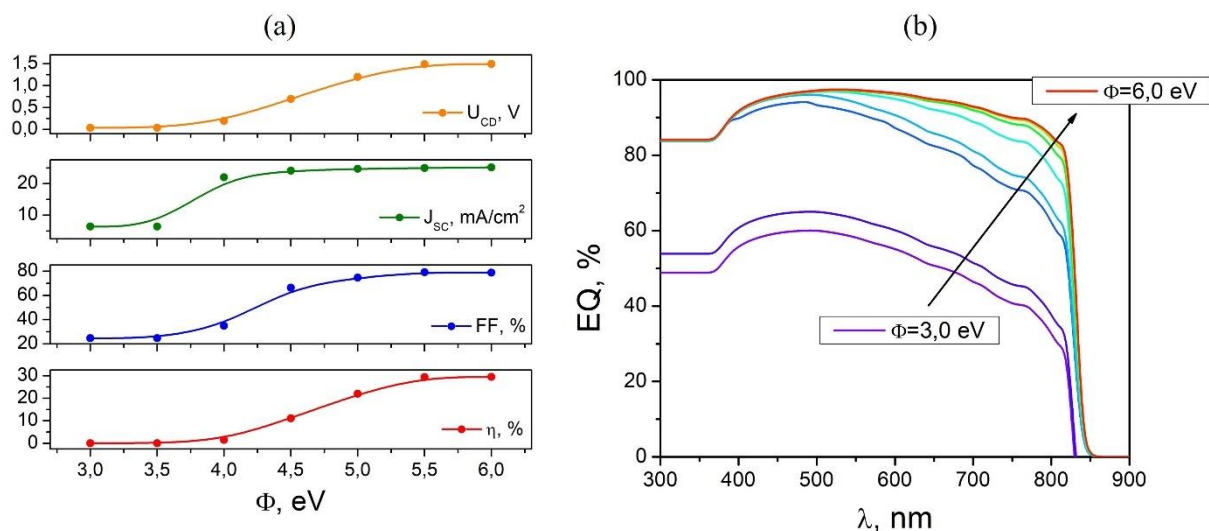 (a)
1,5
1,0
0,5
0,0
U_CD, V
20
10
J_SC, mA/cm²
80
60
40
20
FF, %
30
20
10
0
η, %
3,0 3,5 4,0 4,5 5,0 5,5 6,0
Φ, eV
(b)
100
80
60
40
20
0
EQ, %
Φ=6,0 eV
Φ=3,0 eV
300 400 500 600 700 800 900
λ, nm